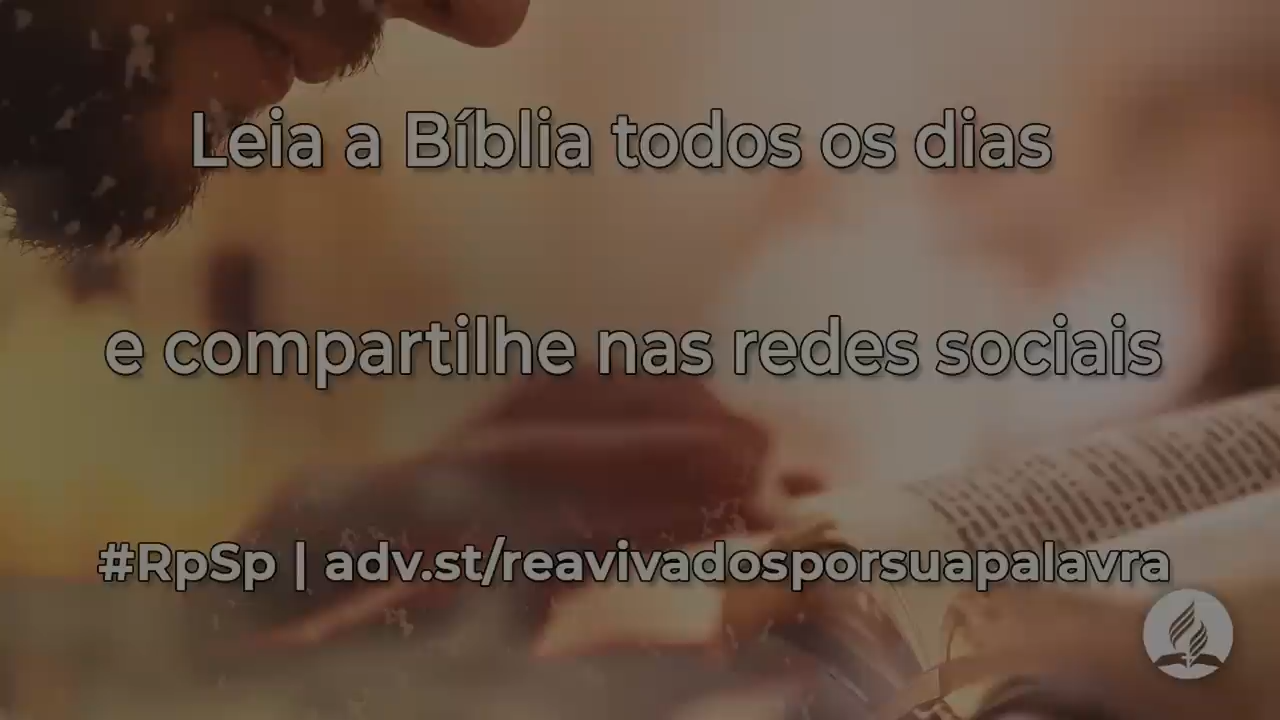 Leia a Bíblia todos os dias
e compartilhe nas redes sociais
#RpSp | adv.st/reavivadosporsuapalavra